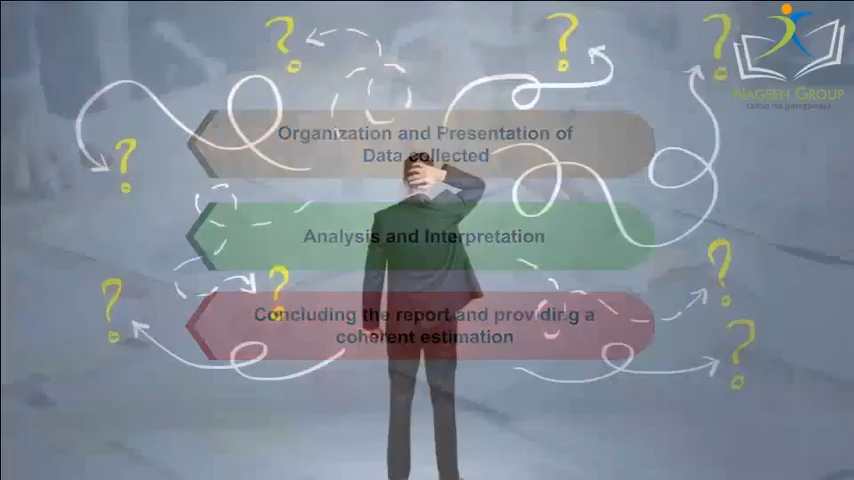 NAGEEN GROUP
Organization and Presentation of
Data collected
Analysis and Interpretation
Concluding the report and providing a
coherent estimation